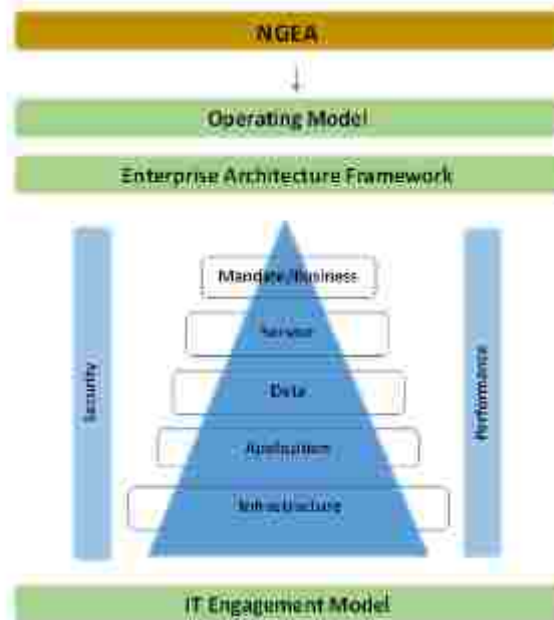 NGEA
Operating Model
Enterprise Architecture Framework
Mandate/Business
Service
Data
Application
Infrastructure
Security
Performance
IT Engagement Model